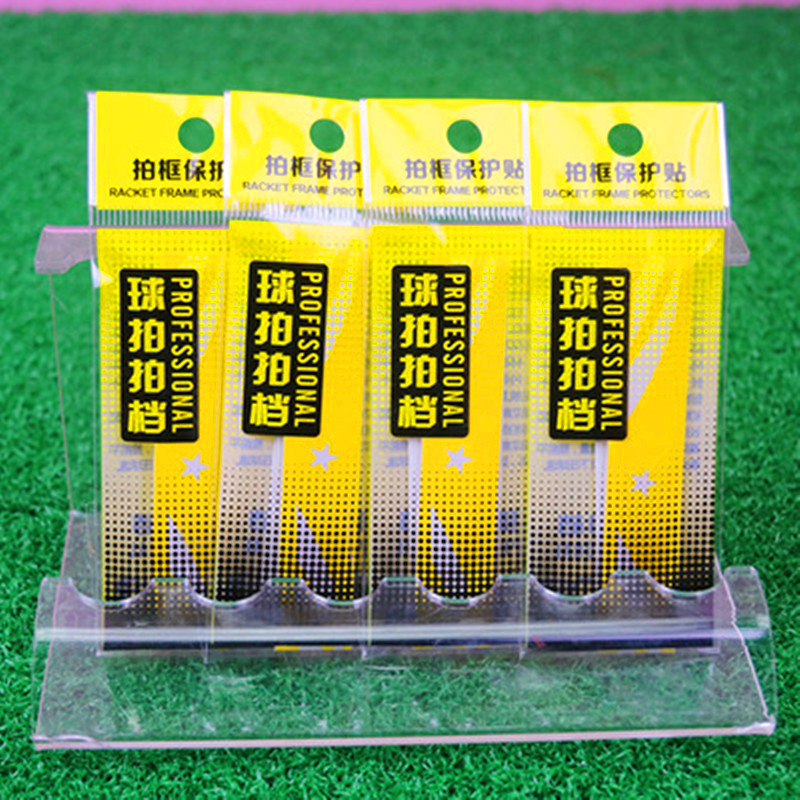 拍框保护
RACKET FRAME PRO
拍框保护
RACKET FRAME PROT
拍框保护贴
RACKET FRAME PROTECT
拍框保护贴
RACKET FRAME PROTECTORS
球拍拍档
PROFESSIONAL
球拍拍档
PROFESSIONAL
球拍拍档
PROFESSIONAL
球拍拍档
PROFESSIONAL